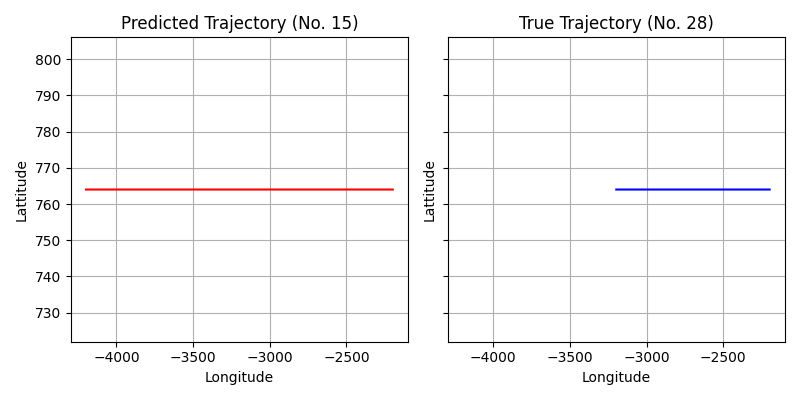 Predicted Trajectory (No. 15)
True Trajectory (No. 28)
800
790
780
770
760
750
740
730
Lattitude
Lattitude
−4000
−3500
−3000
−2500
−4000
−3500
−3000
−2500
Longitude
Longitude